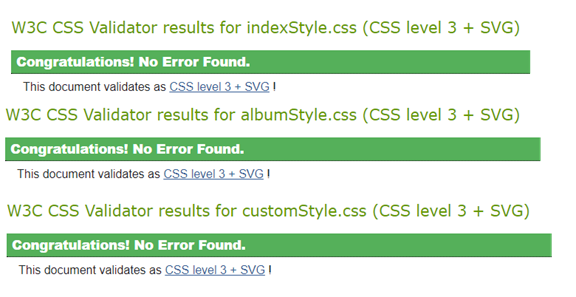 W3C CSS Validator results for indexStyle.css (CSS level 3 + SVG)
Congratulations! No Error Found.
This document validates as CSS level 3 + SVG !
W3C CSS Validator results for albumStyle.css (CSS level 3 + SVG)
Congratulations! No Error Found.
This document validates as CSS level 3 + SVG !
W3C CSS Validator results for customStyle.css (CSS level 3 + SVG)
Congratulations! No Error Found.
This document validates as CSS level 3 + SVG !